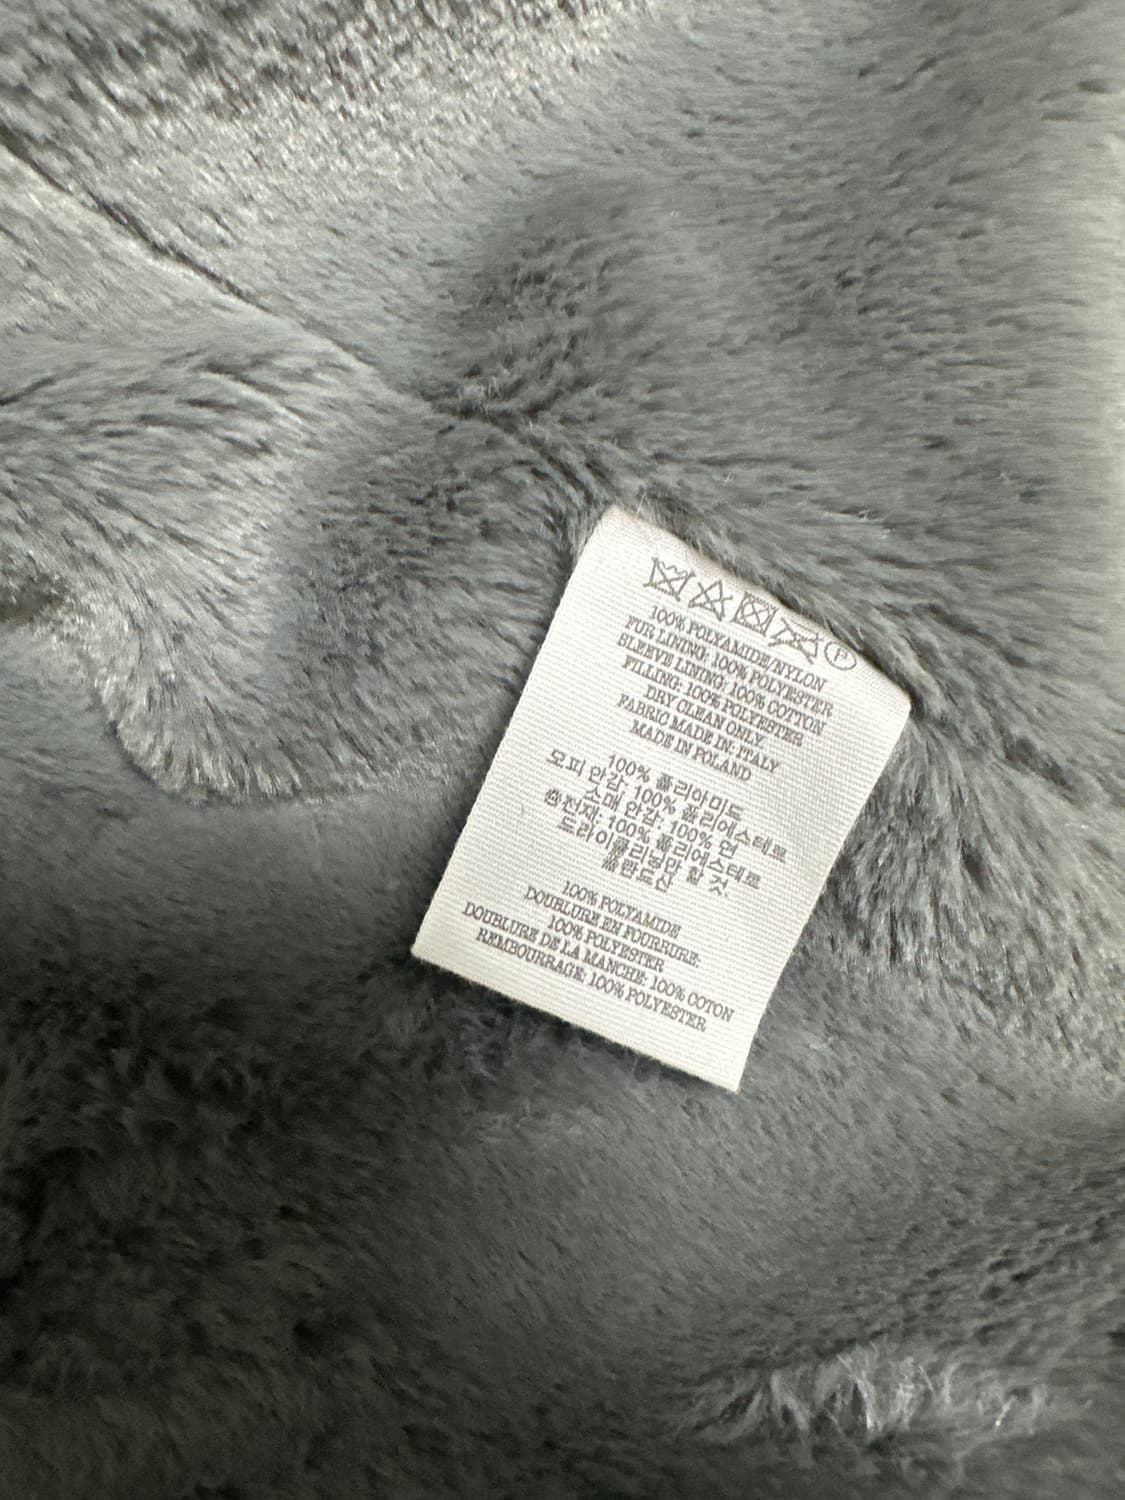 P
100% POLYAMIDE/NYLON
FUR LINING: 100% POLYESTER
SLEEVE LINING: 100% COTTON
FILLING: 100% POLYESTER
DRY CLEAN ONLY.
FABRIC MADE IN: ITALY
MADE IN POLAND
100% 폴리아미드
모피 안감: 100% 폴리에스테르
소매 안감: 100% 면
충전재: 100% 폴리에스테르
드라이클리닝만 할 것.
폴란드산
100% POLYAMIDE
DOUBLURE EN FOURRURE:
100% POLYESTER
DOUBLURE DE LA MANCHE: 100% COTON
REMBOURRAGE: 100% POLYESTER